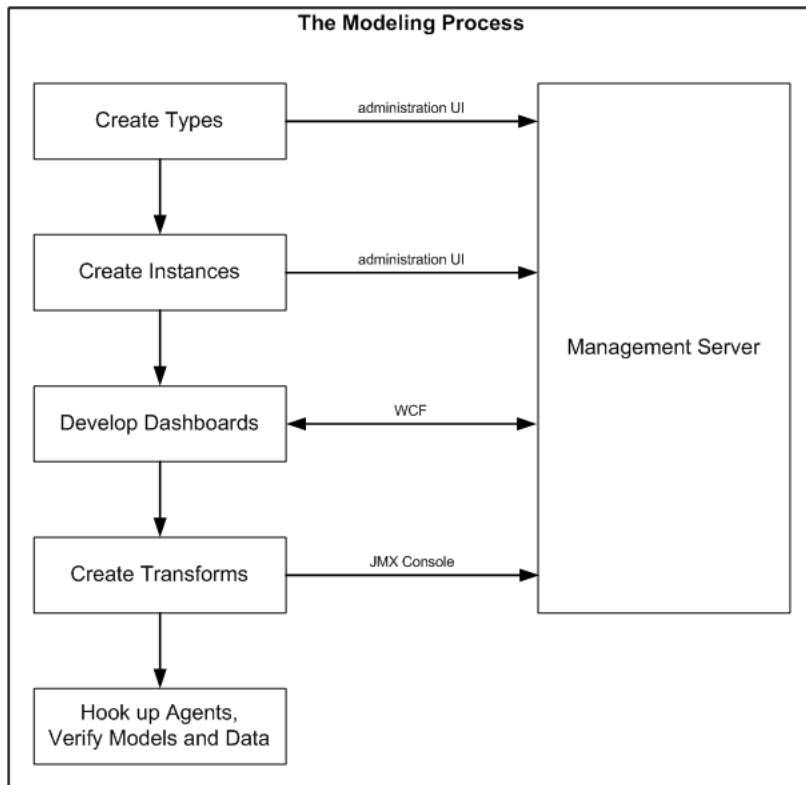 The Modeling Process
Create Types
administration UI
Create Instances
administration UI
Management Server
Develop Dashboards
WCF
Create Transforms
JMX Console
Hook up Agents,
Verify Models and Data